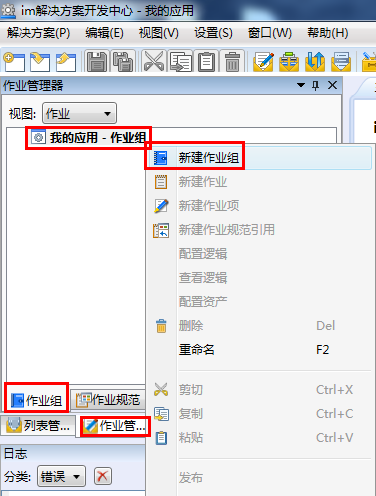 im解决方案开发中心 - 我的应用
解决方案(P) 编辑(E) 视图(V) 设置(S) 窗口(W) 帮助(H)
作业管理器
视图: 作业
我的应用 - 作业组
新建作业组
新建作业
新建作业项
新建作业规范引用
配置逻辑
查看逻辑
配置资产
删除 Del
重命名 F2
剪切 Ctrl+X
复制 Ctrl+C
粘贴 Ctrl+V
发布
作业组 作业规范
列表管... 作业管...
日志
分类: 错误